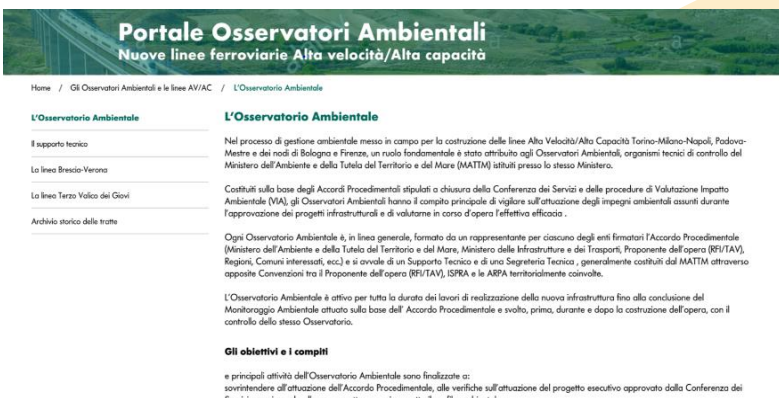 Portale Osservatori Ambientali
Nuove linee ferroviarie Alta velocità/Alta capacità
Home / Gli Osservatori Ambientali e le linee AV/AC / L'Osservatorio Ambientale
L'Osservatorio Ambientale
Il supporto tecnico
La linea Brescia-Verona
La linea Terzo Valico dei Giovi
Archivio storico delle tratte
L'Osservatorio Ambientale
Nel processo di gestione ambientale messo in campo per la costruzione delle linee Alta Velocità/Alta Capacità Torino-Milano-Napoli, Padova-
Mestre e dei nodi di Bologna e Firenze, un ruolo fondamentale è stato attribuito agli Osservatori Ambientali, organismi tecnici di controllo del
Ministero dell'Ambiente e della Tutela del Territorio e del Mare (MATTM) istituiti presso lo stesso Ministero.
Costituiti sulla base degli Accordi Procedimentali stipulati a chiusura della Conferenza dei Servizi e delle procedure di Valutazione Impatto
Ambientale (VIA), gli Osservatori Ambientali hanno il compito principale di vigilare sull'attuazione degli impegni ambientali assunti durante
l'approvazione dei progetti infrastrutturali e di valutarne in corso d'opera l'effettiva efficacia .
Ogni Osservatorio Ambientale è, in linea generale, formato da un rappresentante per ciascuno degli enti firmatari l'Accordo Procedimentale
(Ministero dell'Ambiente e della Tutela del Territorio e del Mare, Ministero delle Infrastrutture e dei Trasporti, Proponente dell'opera (RFI/TAV),
Regioni, Comuni interessati, ecc.) e si avvale di un Supporto Tecnico e di una Segreteria Tecnica , generalmente costituiti dal MATTM attraverso
apposite Convenzioni tra il Proponente dell'opera (RFI/TAV), ISPRA e le ARPA territorialmente coinvolte.
L'Osservatorio Ambientale è attivo per tutta la durata dei lavori di realizzazione della nuova infrastruttura fino alla conclusione del
Monitoraggio Ambientale attuato sulla base dell' Accordo Procedimentale e svolto, prima, durante e dopo la costruzione dell'opera, con il
controllo dello stesso Osservatorio.
Gli obiettivi e i compiti
e principali attività dell'Osservatorio Ambientale sono finalizzate a:
sovrintendere all'attuazione dell'Accordo Procedimentale, alle verifiche sull'attuazione del progetto esecutivo approvato dalla Conferenza dei